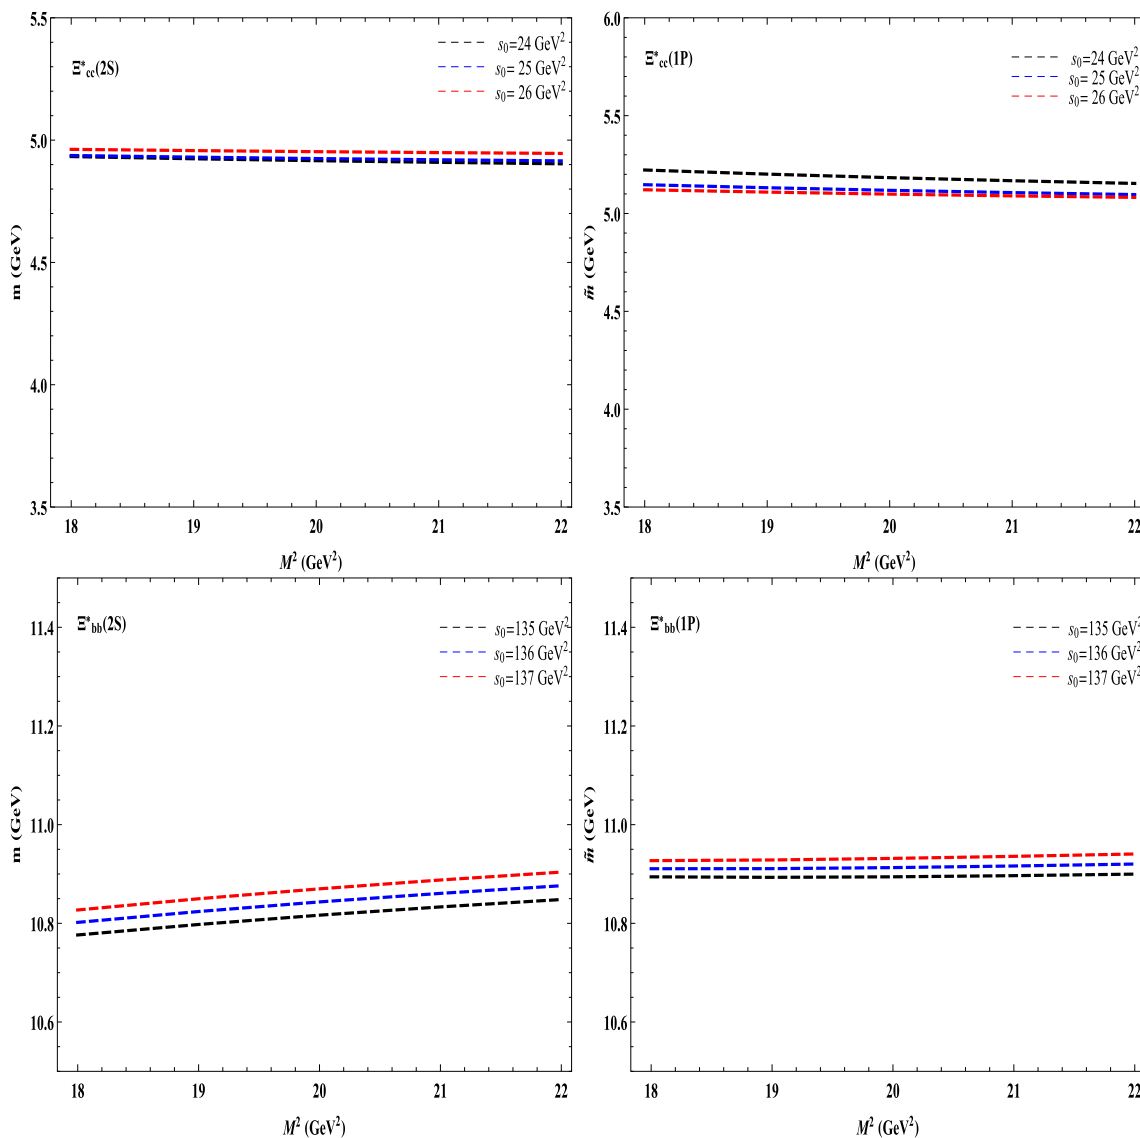 Ξ*cc(2S)
s0=24 GeV2
s0= 25 GeV2
s0= 26 GeV2
5.5
5.0
4.5
4.0
3.5
m (GeV)
18 19 20 21 22
M2 (GeV2)
Ξ*cc(1P)
s0=24 GeV2
s0= 25 GeV2
s0= 26 GeV2
6.0
5.5
5.0
4.5
4.0
3.5
m̃ (GeV)
18 19 20 21 22
M2 (GeV2)
Ξ*bb(2S)
s0=135 GeV2
s0=136 GeV2
s0=137 GeV2
11.4
11.2
11.0
10.8
10.6
m (GeV)
18 19 20 21 22
M2 (GeV2)
Ξ*bb(1P)
s0=135 GeV2
s0=136 GeV2
s0=137 GeV2
11.4
11.2
11.0
10.8
10.6
m̃ (GeV)
18 19 20 21 22
M2 (GeV2)